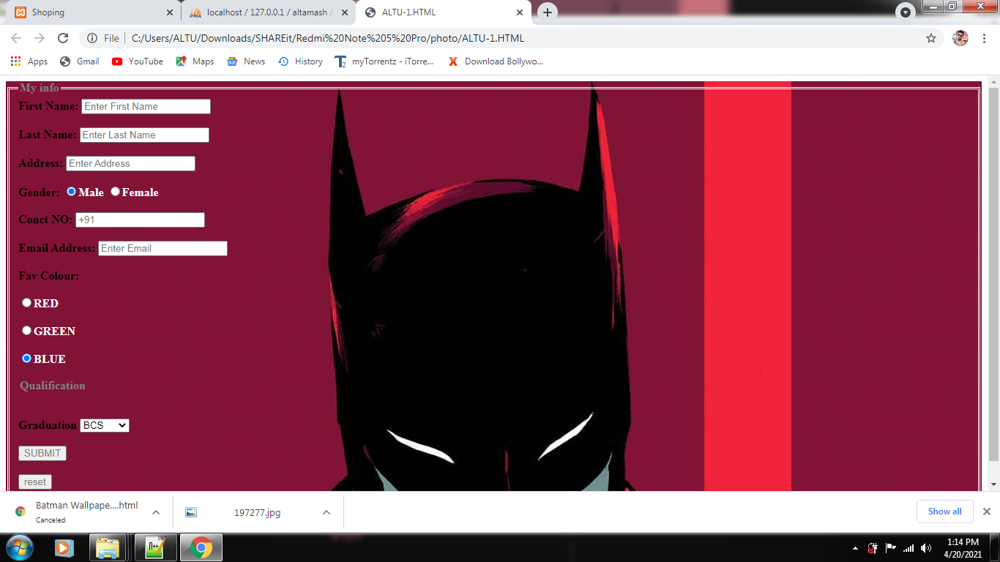 Shoping
localhost / 127.0.0.1 / altamash /
ALTU-1.HTML
File C:/Users/ALTU/Downloads/SHAREit/Redmi%20Note%205%20Pro/photo/ALTU-1.HTML
Apps Gmail YouTube Maps News History myTorrentz - iTorre... Download Bollywo...
My info
First Name: Enter First Name
Last Name: Enter Last Name
Address: Enter Address
Gender: Male Female
Conct NO: +91
Email Address: Enter Email
Fav Colour:
RED
GREEN
BLUE
Qualification
Graduation BCS
SUBMIT
reset
Batman Wallpape....html
Canceled
197277.jpg
Show all
1:14 PM
4/20/2021